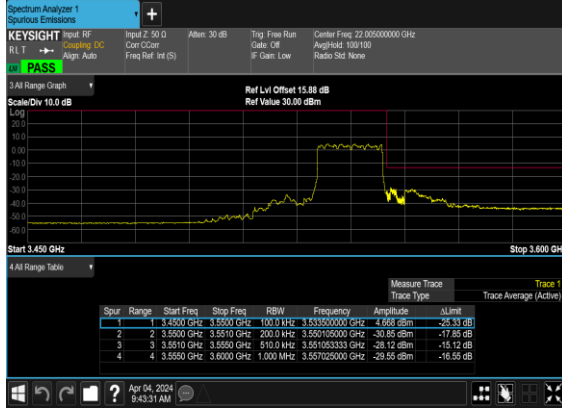 Spectrum Analyzer 1
Spurious Emissions
+
KEYSIGHT Input: RF Input Z: 50 Ω Atten: 30 dB Trig: Free Run Center Freq: 22.005000000 GHz
RLT Coupling: DC Corr CCorr Gate: Off Avg|Hold: 100/100
Align: Auto Freq Ref: Int (S) IF Gain: Low Radio Std: None
PASS
3 All Range Graph
Ref Lvl Offset 15.88 dB
Scale/Div 10.0 dB Ref Value 30.00 dBm
Log
20.0
10.0
0.00
-10.0
-20.0
-30.0
-40.0
-50.0
-60.0
Start 3.450 GHz Stop 3.600 GH
4 All Range Table
Measure Trace Trace 1
Trace Type Trace Average (Active)
Spur Range Start Freq Stop Freq RBW Frequency Amplitude ΔLimit
1 1 3.4500 GHz 3.5500 GHz 100.0 kHz 3.533500000 GHz 4.668 dBm -25.33 dB
2 2 3.5500 GHz 3.5510 GHz 200.0 kHz 3.550105000 GHz -30.85 dBm -17.85 dB
3 3 3.5510 GHz 3.5550 GHz 510.0 kHz 3.551053333 GHz -28.12 dBm -15.12 dB
4 4 3.5550 GHz 3.6000 GHz 1.000 MHz 3.557025000 GHz -29.55 dBm -16.55 dB
? Apr 04, 2024
9:43:31 AM